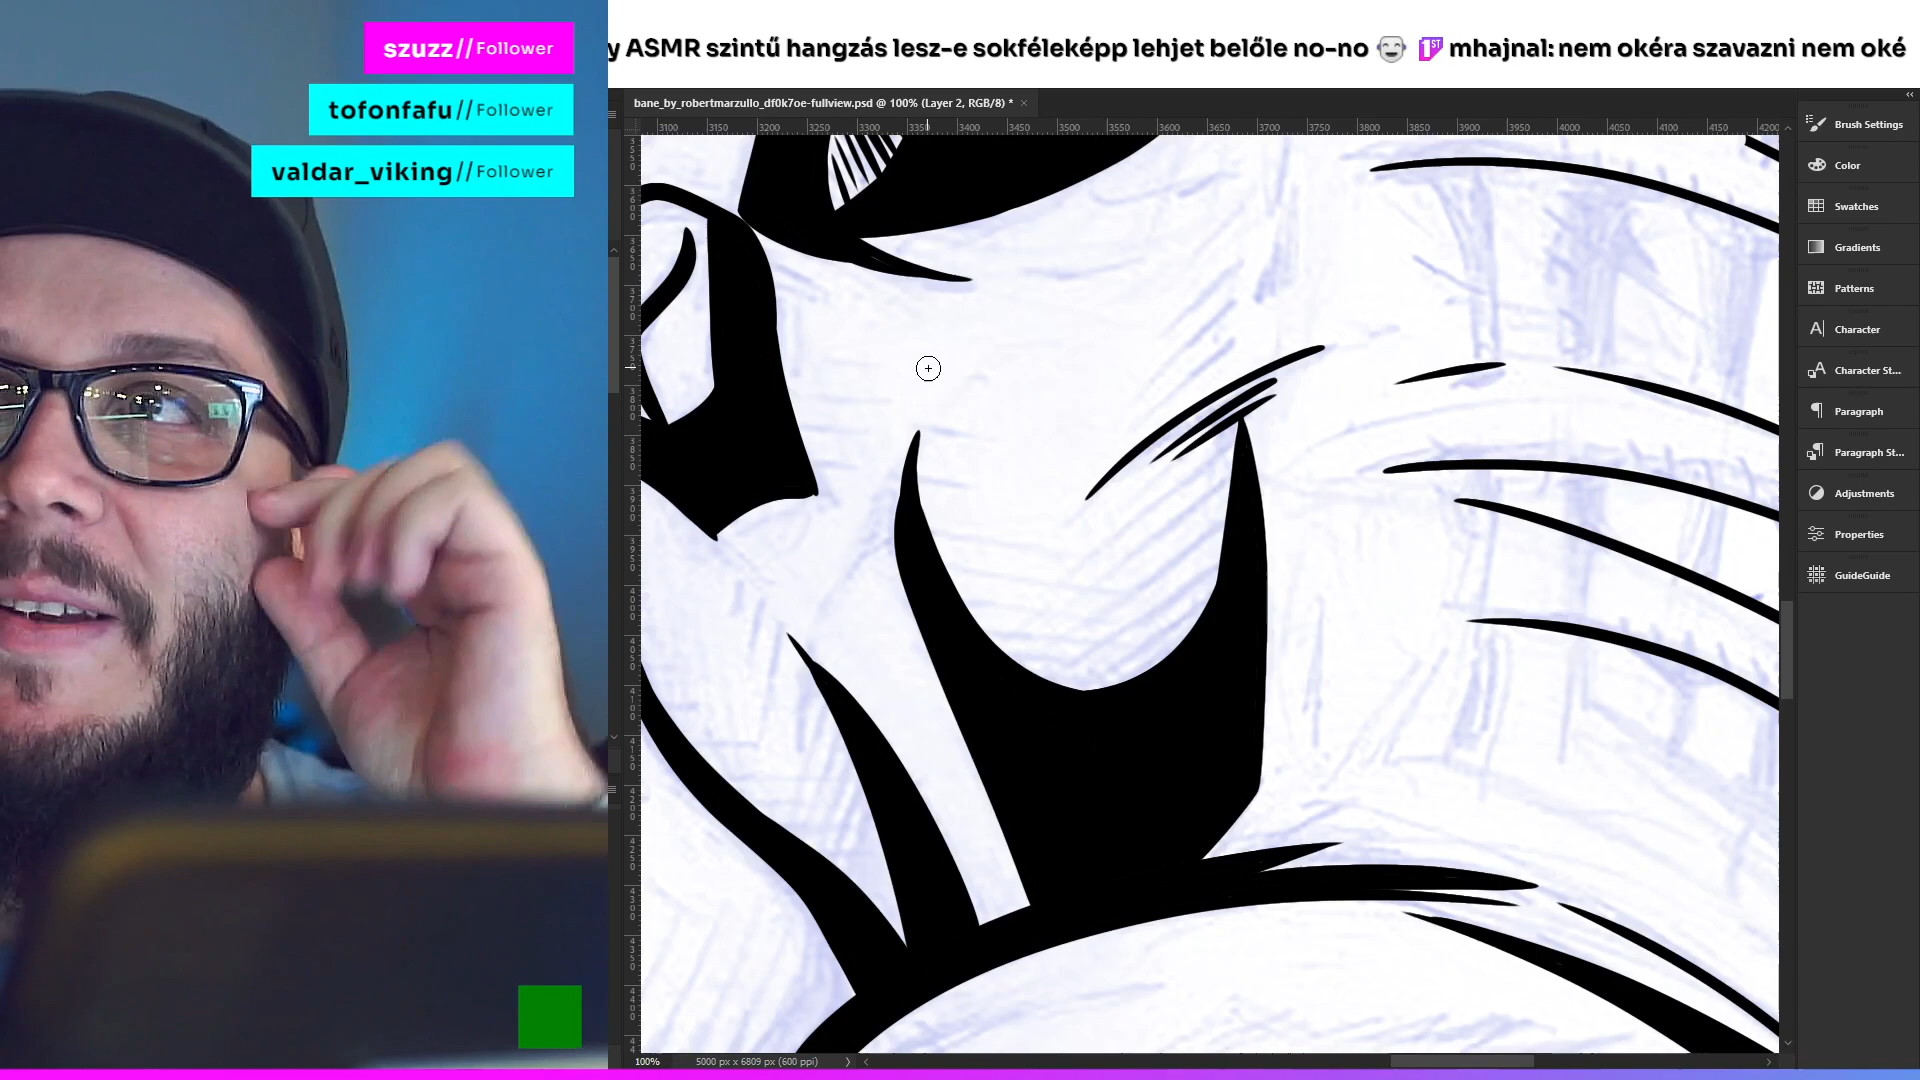 szuzz//Follower
tofonfafu//Follower
valdar_viking//Follower
y ASMR szintű hangzás lesz-e sokféleképp lehjet belőle no-no 1ST mhajnal: nem okéra szavazni nem oké
bane_by_robertmarzullo_df0k7oe-fullview.psd @ 100% (Layer 2, RGB/8) *
3100 3150 3200 3250 3300 3350 3400 3450 3500 3550 3600 3650 3700 3750 3800 3850 3900 3950 4000 4050 4100 4150 4200
Brush Settings
Color
Swatches
Gradients
Patterns
Character
Character St...
Paragraph
Paragraph St...
Adjustments
Properties
GuideGuide
100% 5000 px x 6809 px (600 ppi)